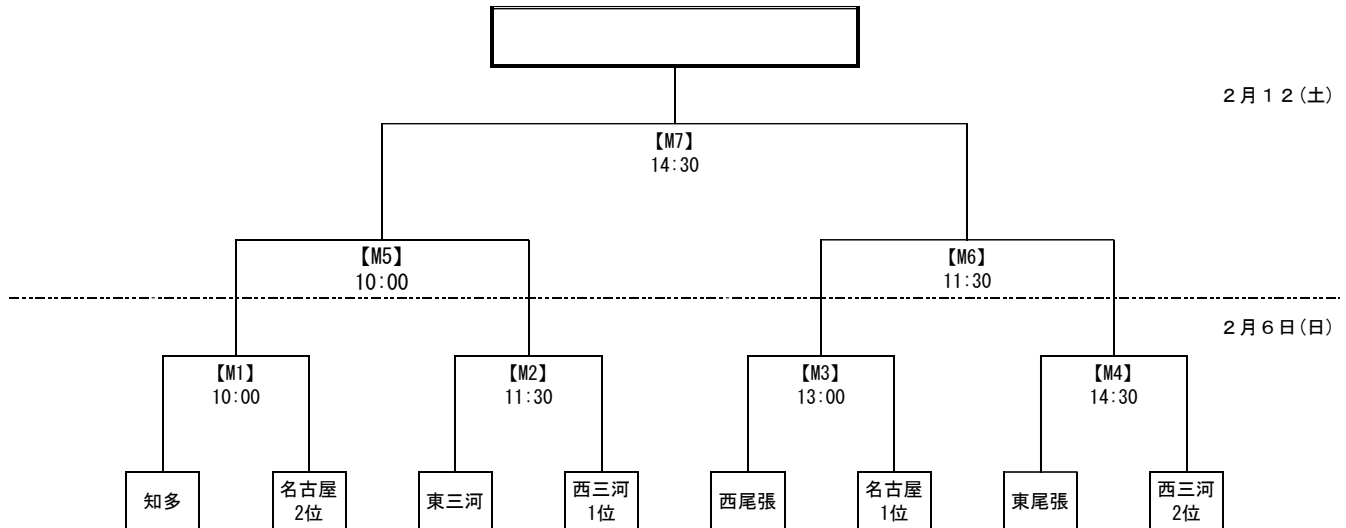 ２月１２(土)
【M7】
14:30
【M5】
10:00
【M6】
11:30
２月６日(日)
【M1】
10:00
【M2】
11:30
【M3】
13:00
【M4】
14:30
知多
名古屋
2位
東三河
西三河
1位
西尾張
名古屋
1位
東尾張
西三河
2位